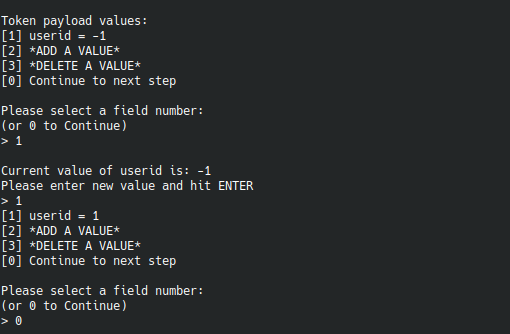 Token payload values:
[1] userid = -1
[2] *ADD A VALUE*
[3] *DELETE A VALUE*
[0] Continue to next step
Please select a field number:
(or 0 to Continue)
> 1
Current value of userid is: -1
Please enter new value and hit ENTER
> 1
[1] userid = 1
[2] *ADD A VALUE*
[3] *DELETE A VALUE*
[0] Continue to next step
Please select a field number:
(or 0 to Continue)
> 0